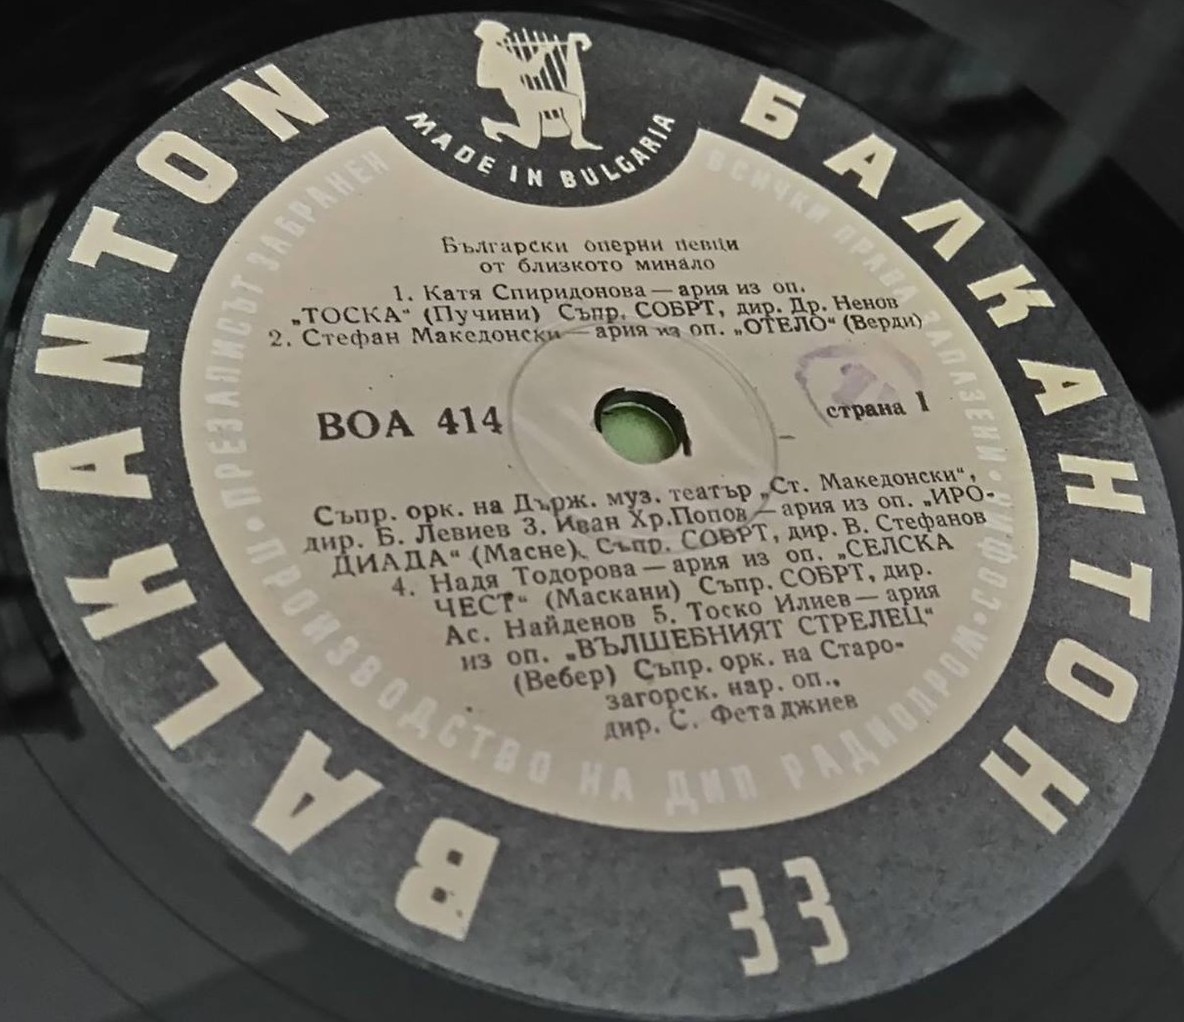 BALKANTON
БАЛКАНТОН
MADE IN BULGARIA
ВСИЧКИ ПРАВА ЗАПАЗЕНИ · СОФИЯ · ПРОИЗВОДСТВО НА ДИП РАДИОПРОМ · ПРЕЗАПИСЪТ ЗАБРАНЕН
Български оперни певци
от близкото минало
1. Катя Спиридонова — ария из оп.
„ТОСКА“ (Пучини) Съпр. СОБРТ, дир. Др. Ненов
2. Стефан Македонски — ария из оп. „ОТЕЛО“ (Верди)
ВОА 414
страна 1
Съпр. орк. на Държ. муз. театър „Ст. Македонски“,
дир. Б. Левиев 3. Иван Хр.Попов — ария из оп. „ИРО-
ДИАДА“ (Масне). Съпр. СОБРТ, дир. В. Стефанов
4. Надя Тодорова — ария из оп. „СЕЛСКА
ЧЕСТ“ (Маскани) Съпр. СОБРТ, дир.
Ас. Найденов 5. Тоско Илиев — ария
из оп. „ВЪЛШЕБНИЯТ СТРЕЛЕЦ“
(Вебер) Съпр. орк. на Старо-
загорск. нар. оп.,
дир. С. Фетаджиев
33